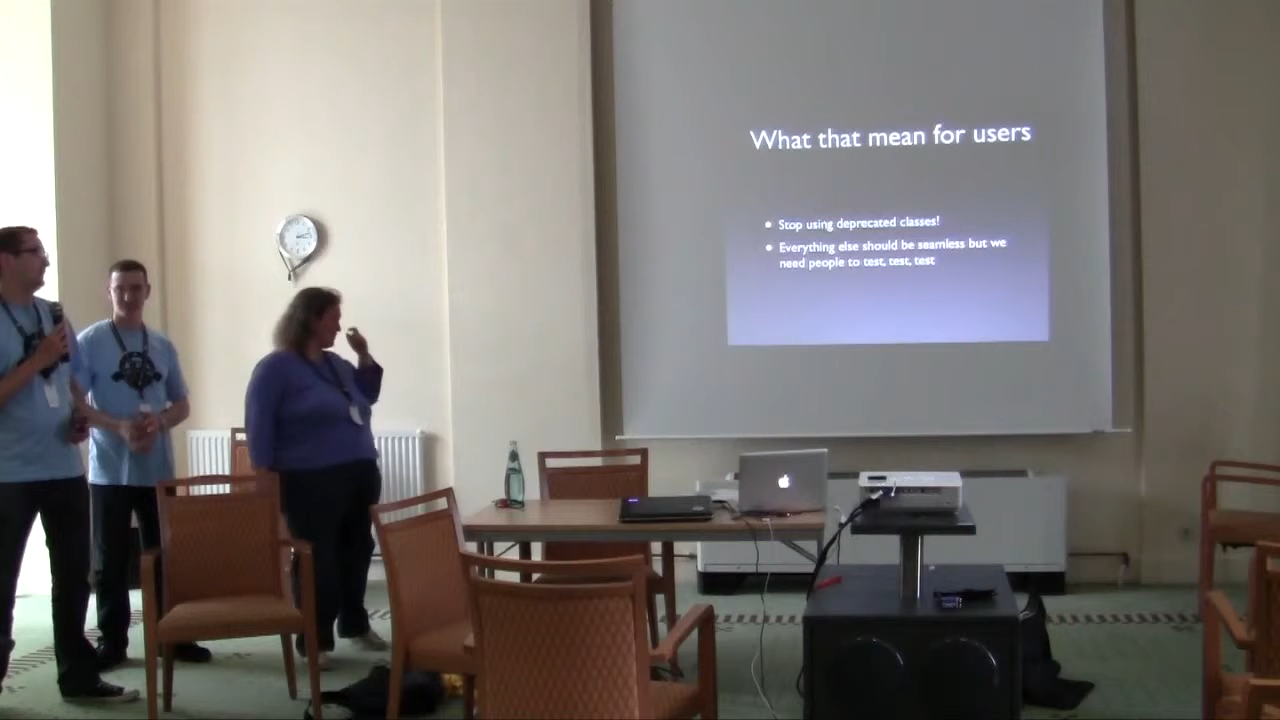 What that mean for users
Stop using deprecated classes!
Everything else should be seamless but we
need people to test, test, test